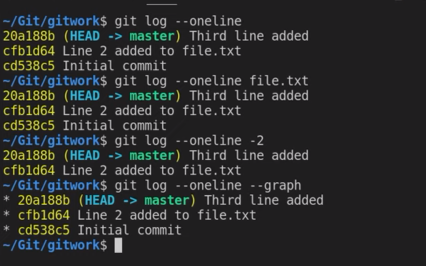 ~/Git/gitwork$ git log --oneline
20a188b (HEAD -> master) Third line added
cfb1d64 Line 2 added to file.txt
cd538c5 Initial commit
~/Git/gitwork$ git log --oneline file.txt
20a188b (HEAD -> master) Third line added
cfb1d64 Line 2 added to file.txt
cd538c5 Initial commit
~/Git/gitwork$ git log --oneline -2
20a188b (HEAD -> master) Third line added
cfb1d64 Line 2 added to file.txt
~/Git/gitwork$ git log --oneline --graph
* 20a188b (HEAD -> master) Third line added
* cfb1d64 Line 2 added to file.txt
* cd538c5 Initial commit
~/Git/gitwork$